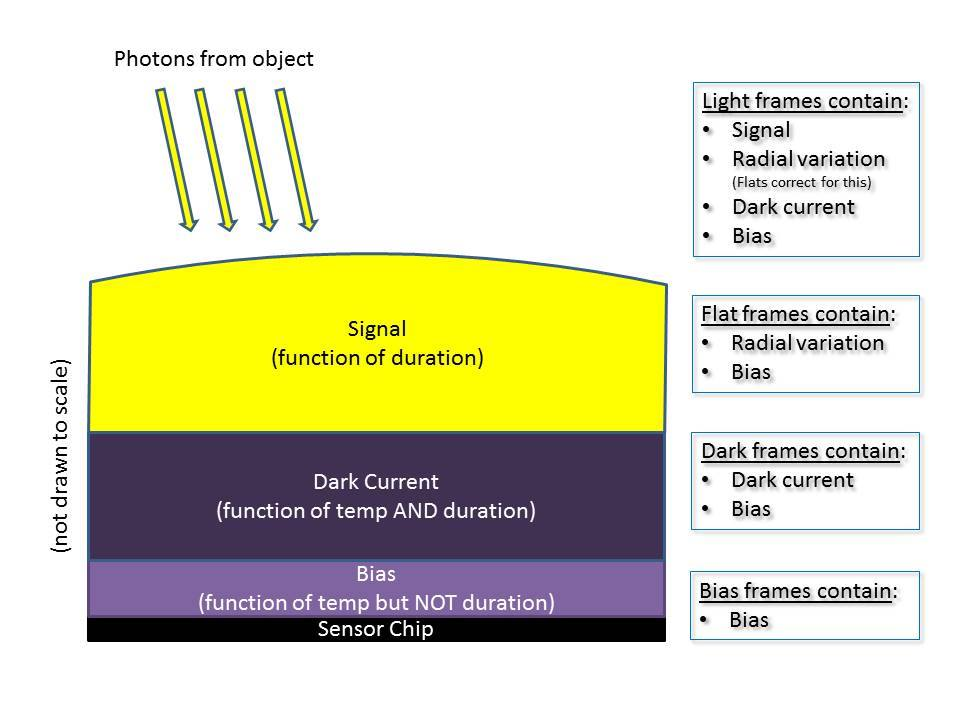 Photons from object
Signal
(function of duration)
Dark Current
(function of temp AND duration)
Bias
(function of temp but NOT duration)
Sensor Chip
(not drawn to scale)
Light frames contain:
• Signal
• Radial variation
(Flats correct for this)
• Dark current
• Bias
Flat frames contain:
• Radial variation
• Bias
Dark frames contain:
• Dark current
• Bias
Bias frames contain:
• Bias